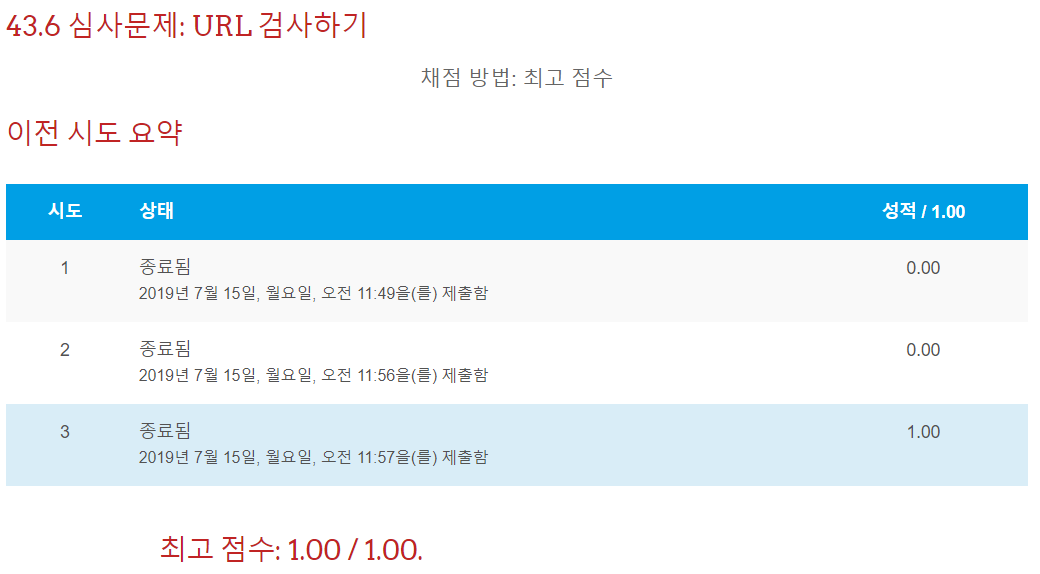 43.6 심사문제: URL 검사하기
채점 방법: 최고 점수
이전 시도 요약
시도 상태 성적 / 1.00
1 종료됨 0.00
2019년 7월 15일, 월요일, 오전 11:49을(를) 제출함
2 종료됨 0.00
2019년 7월 15일, 월요일, 오전 11:56을(를) 제출함
3 종료됨 1.00
2019년 7월 15일, 월요일, 오전 11:57을(를) 제출함
최고 점수: 1.00 / 1.00.